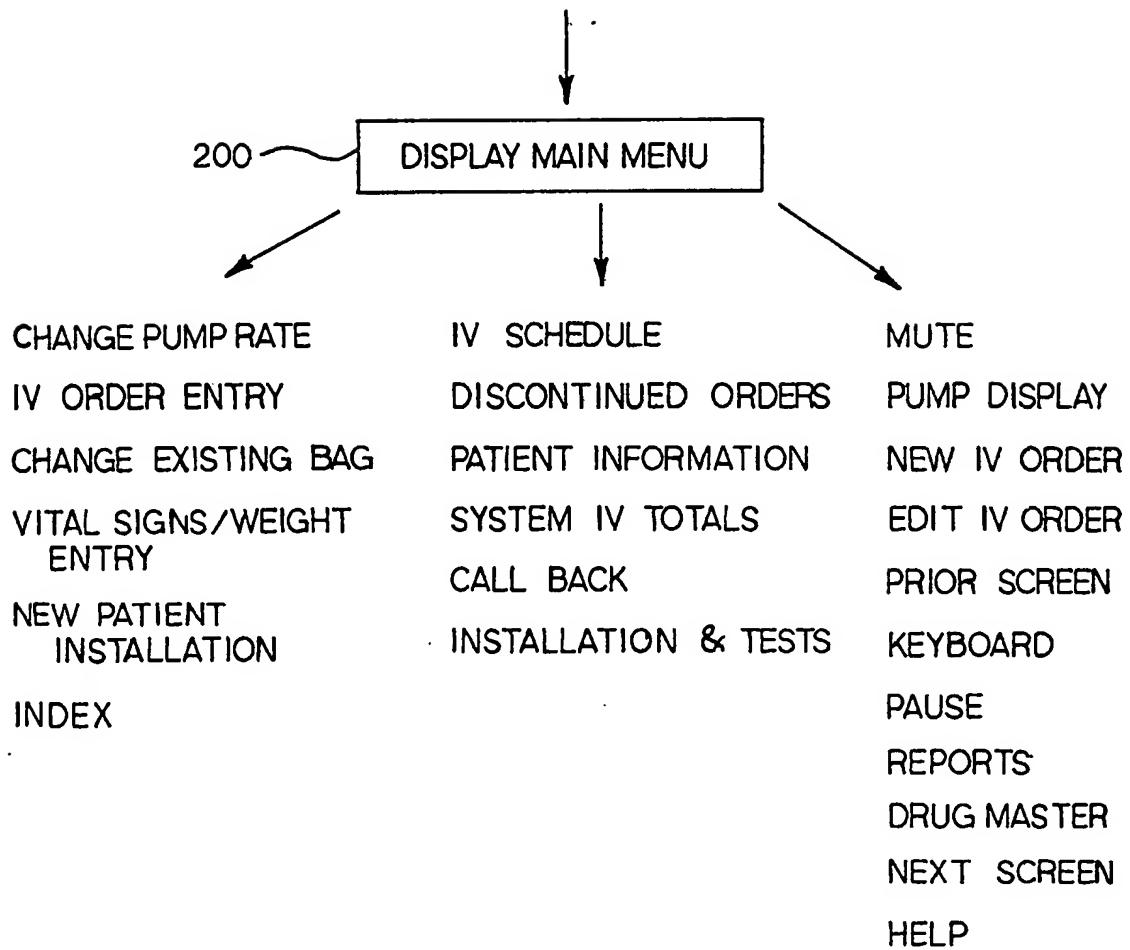 200
DISPLAY MAIN MENU
CHANGE PUMP RATE
IV ORDER ENTRY
CHANGE EXISTING BAG
VITAL SIGNS/WEIGHT
ENTRY
NEW PATIENT
INSTALLATION
INDEX
IV SCHEDULE
DISCONTINUED ORDERS
PATIENT INFORMATION
SYSTEM IV TOTALS
CALL BACK
INSTALLATION & TESTS
MUTE
PUMP DISPLAY
NEW IV ORDER
EDIT IV ORDER
PRIOR SCREEN
KEYBOARD
PAUSE
REPORTS
DRUG MASTER
NEXT SCREEN
HELP